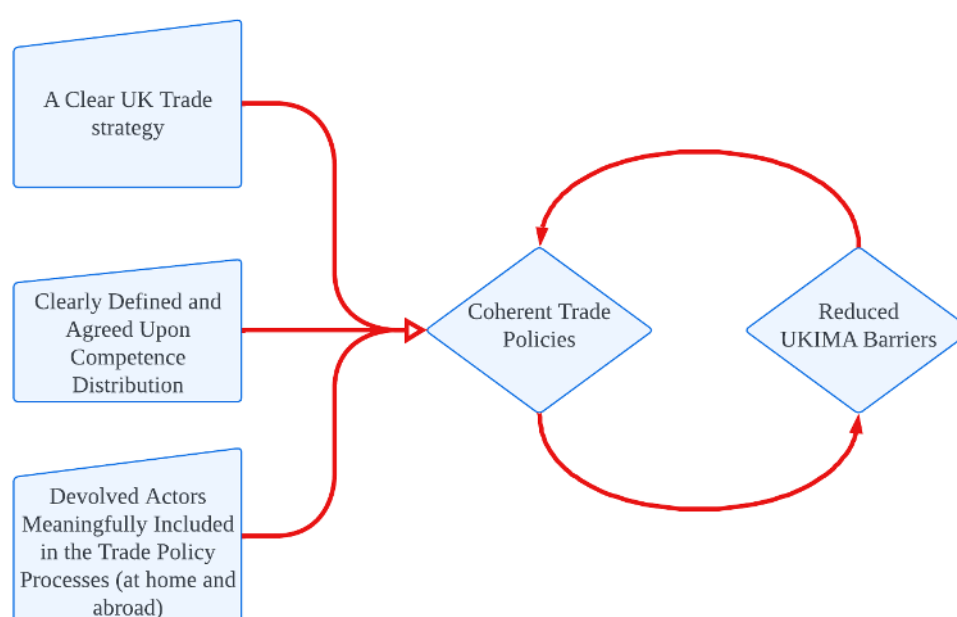 A Clear UK Trade
strategy
Clearly Defined and
Agreed Upon
Competence
Distribution
Devolved Actors
Meaningfully Included
in the Trade Policy
Processes (at home and
abroad)
Coherent Trade
Policies
Reduced
UKIMA Barriers